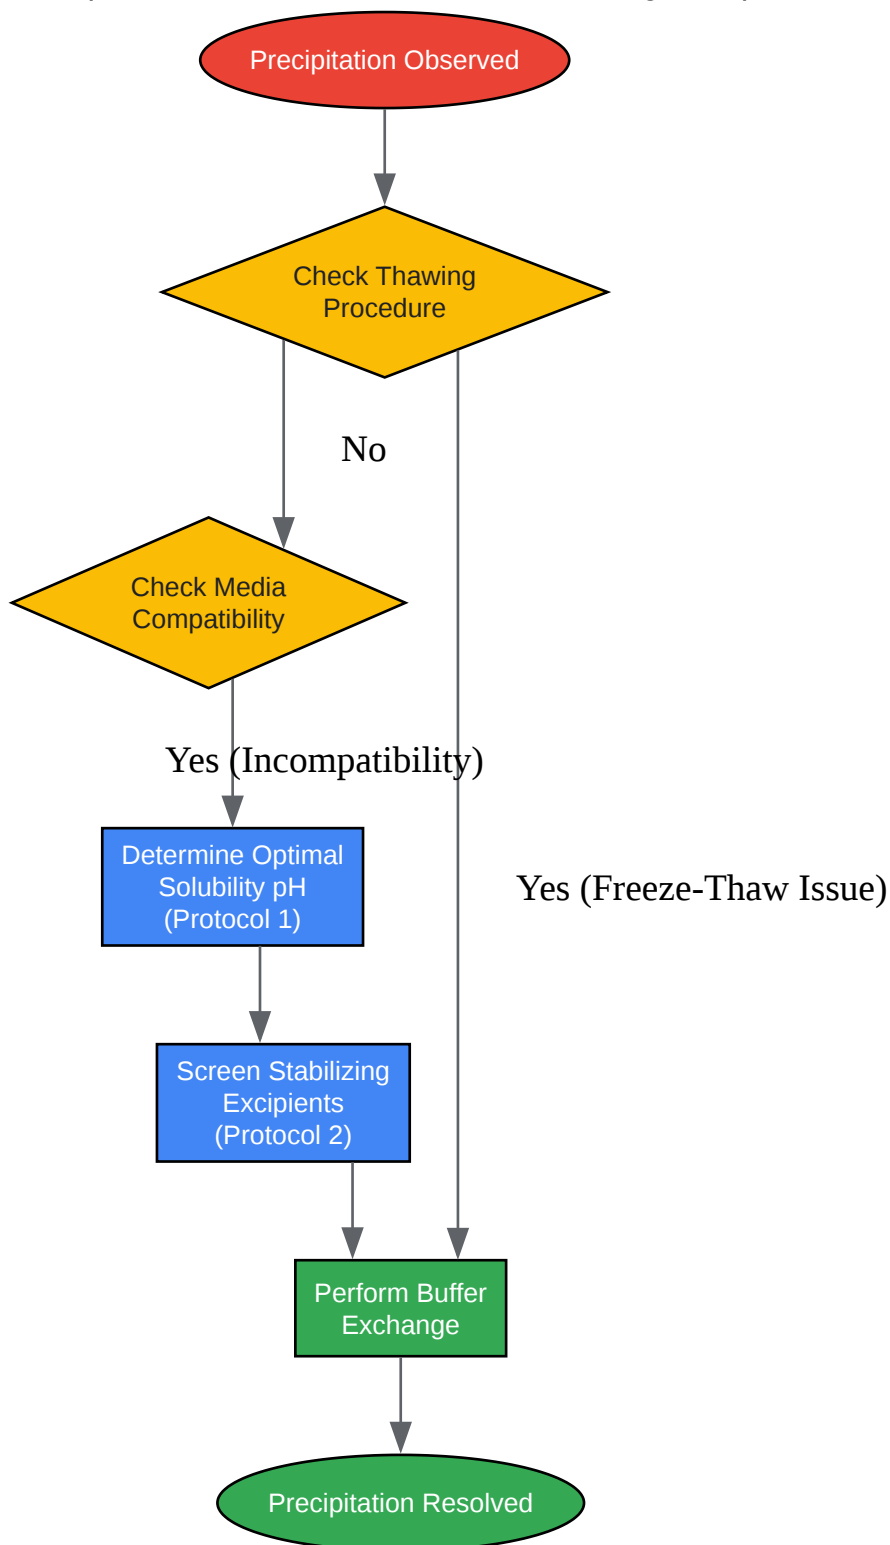 Precipitation Observed
Check Thawing
Procedure
No
Check Media
Compatibility
Yes (Incompatibility)
Determine Optimal
Solubility pH
(Protocol 1)
Yes (Freeze-Thaw Issue)
Screen Stabilizing
Excipients
(Protocol 2)
Perform Buffer
Exchange
Precipitation Resolved